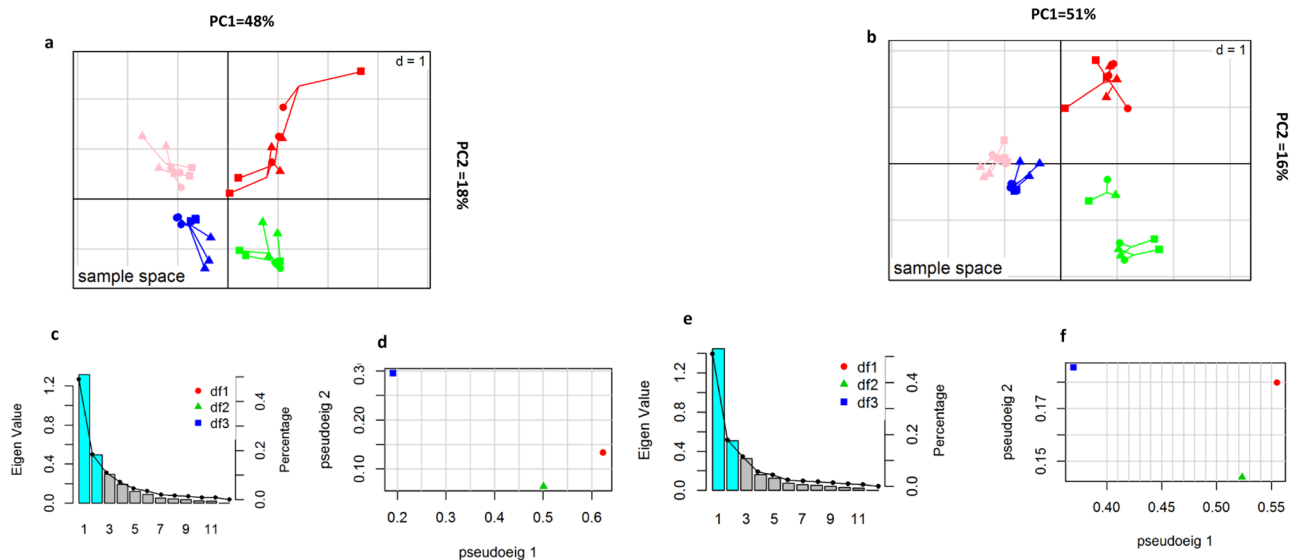 PC1=48%
a
d = 1
PC2 =18%
sample space
PC1=51%
b
d = 1
PC2 =16%
sample space
c
Eigen Value
0.0 0.4 0.8 1.2
1 3 5 7 9 11
df1
df2
df3
0.0 0.2 0.4
Percentage
d
pseudoeig 2
0.10 0.20 0.3
0.2 0.3 0.4 0.5 0.6
pseudoeig 1
e
Eigen Value
0.0 0.4 0.8 1.2
1 3 5 7 9 11
df1
df2
df3
0.0 0.2 0.4
Percentage
f
pseudoeig 2
0.15 0.17
0.40 0.45 0.50 0.55
pseudoeig 1